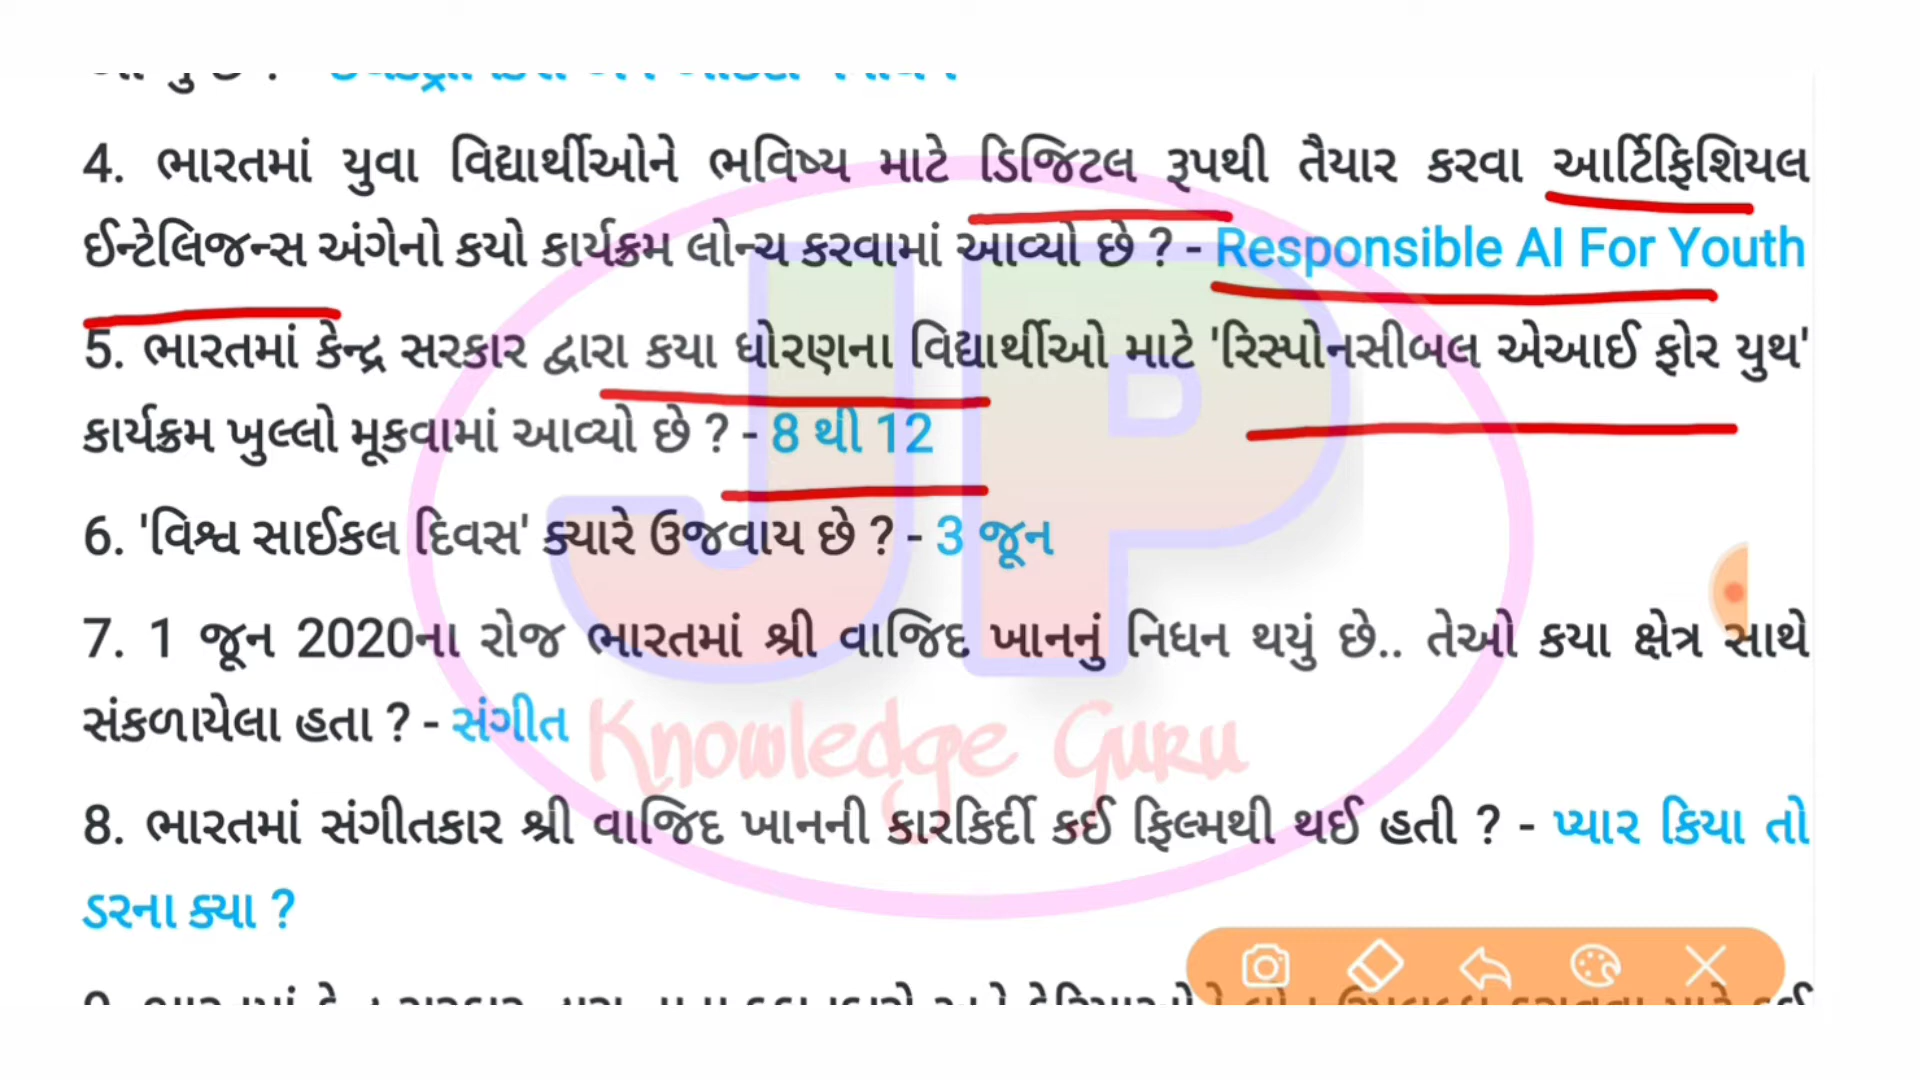 4. ભારતમાં યુવા વિદ્યાર્થીઓને ભવિષ્ય માટે ડિજિટલ રૂપથી તૈયાર કરવા આર્ટિફિશિયલ
ઈન્ટેલિજન્સ અંગેનો કયો કાર્યક્રમ લોન્ચ કરવામાં આવ્યો છે ? - Responsible AI For Youth
5. ભારતમાં કેન્દ્ર સરકાર દ્વારા કયા ધોરણના વિદ્યાર્થીઓ માટે 'રિસ્પોનસીબલ એઆઈ ફોર યુથ'
કાર્યક્રમ ખુલ્લો મૂકવામાં આવ્યો છે ? - 8 થી 12
6. 'વિશ્વ સાઈકલ દિવસ' ક્યારે ઉજવાય છે ? - 3 જૂન
7. 1 જૂન 2020ના રોજ ભારતમાં શ્રી વાજિદ ખાનનું નિધન થયું છે.. તેઓ કયા ક્ષેત્ર સાથે
સંકળાયેલા હતા ? - સંગીત
JP
Knowledge Guru
8. ભારતમાં સંગીતકાર શ્રી વાજિદ ખાનની કારકિર્દી કઈ ફિલ્મથી થઈ હતી ? - પ્યાર કિયા તો
ડરના ક્યા ?